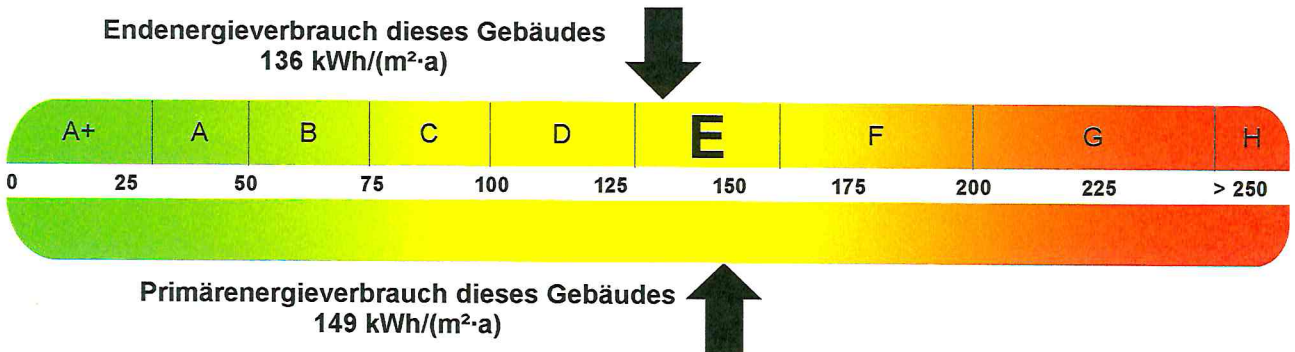 Endenergieverbrauch dieses Gebäudes
136 kWh/(m²·a)
A+ A B C D E F G H
0 25 50 75 100 125 150 175 200 225 > 250
Primärenergieverbrauch dieses Gebäudes
149 kWh/(m²·a)